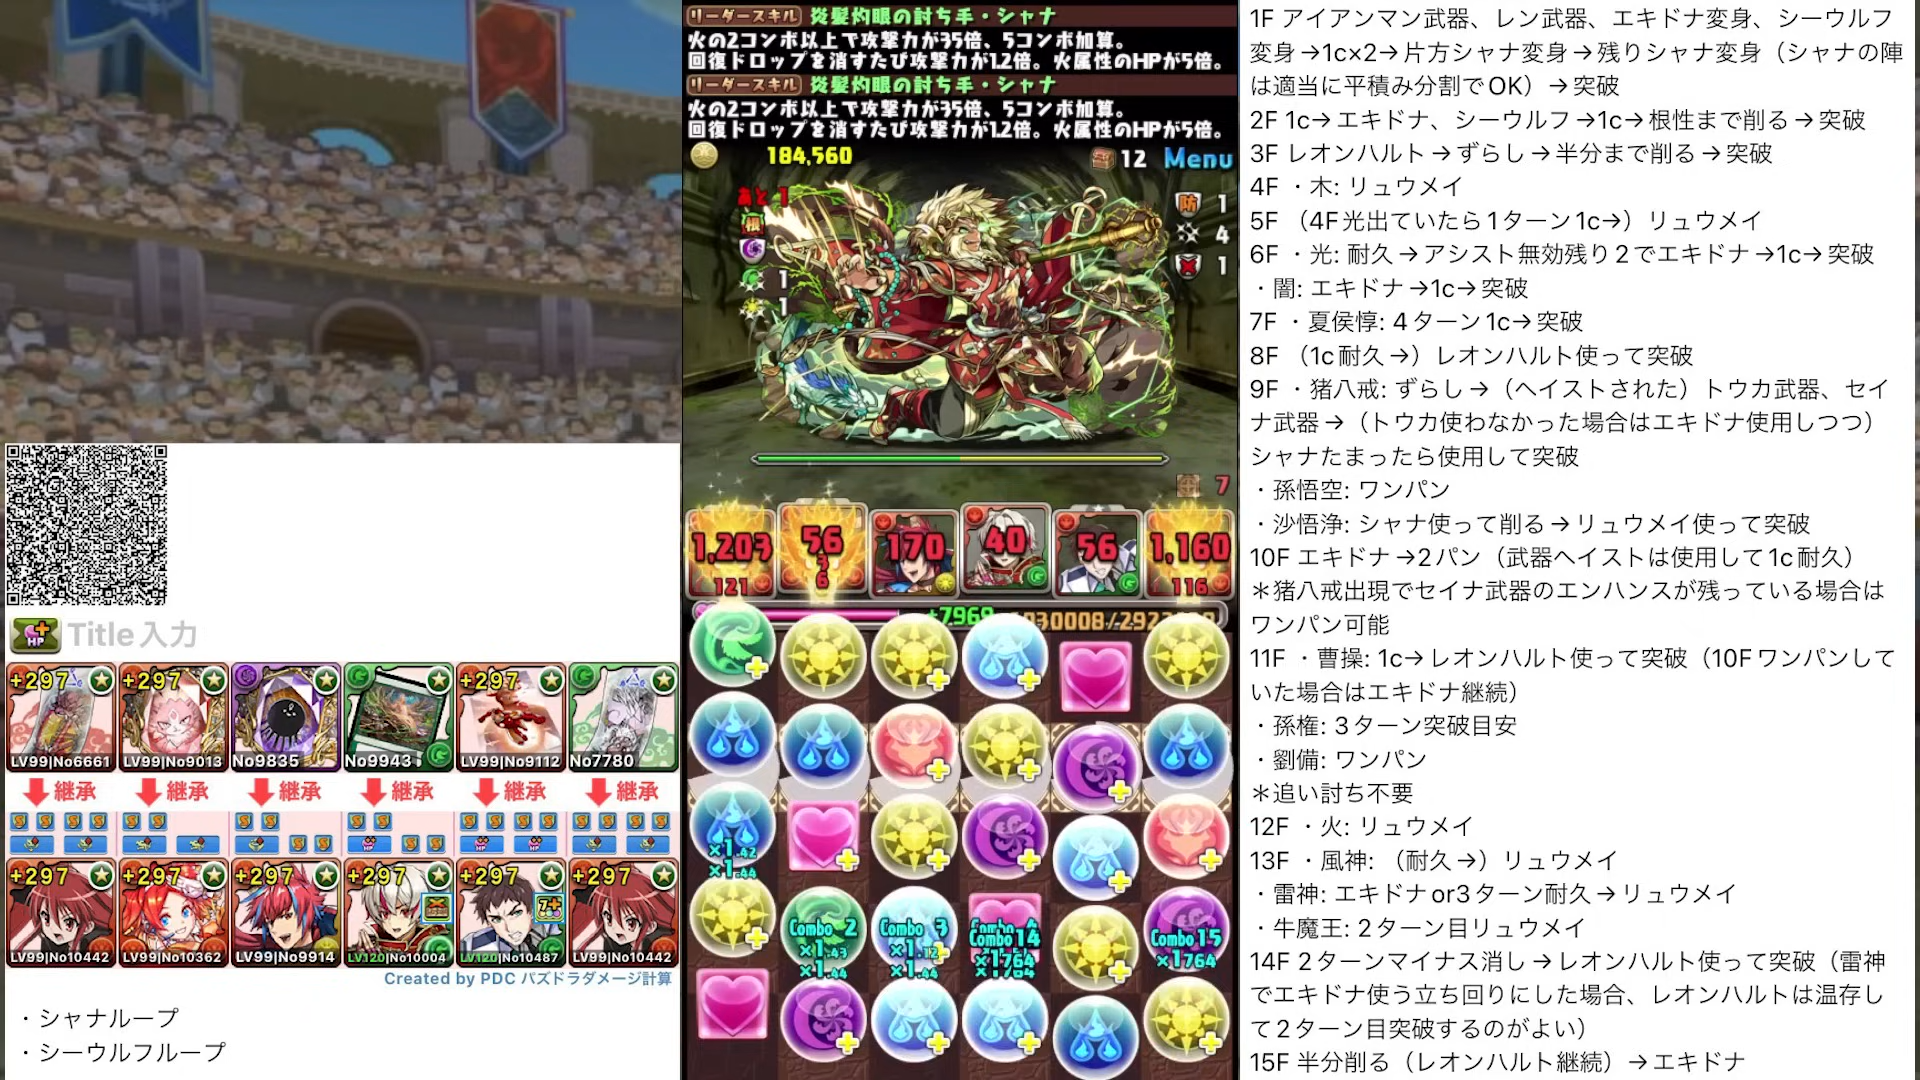 Title入力
+297 +297 +297 +297
LV99|No6661 LV99|No9013 No9835 No9943 LV99|No9112 No7780
継承 継承 継承 継承 継承 継承
+297 +297 +297 +297 +297 +297
LV99|No10442 LV99|No10362 LV99|No9914 LV120|No10004 LV120|No10487 LV99|No10442
Created by PDC パズドラダメージ計算
・シャナループ
・シーウルフループ
リーダースキル 炎髪灼眼の討ち手・シャナ
火の2コンボ以上で攻撃力が35倍、5コンボ加算。
回復ドロップを消すたび攻撃力が1.2倍。火属性のHPが5倍。
リーダースキル 炎髪灼眼の討ち手・シャナ
火の2コンボ以上で攻撃力が35倍、5コンボ加算。
回復ドロップを消すたび攻撃力が1.2倍。火属性のHPが5倍。
184,560 12 Menu
あと 1
根
防 1
4
1
1
1
7
1,203 56 170 40 56 1,160
121 6 116
+7969
×1.42
×1.44
Combo 2 Combo 3 Combo 14 Combo 15
×1.43 ×1.12 ×1764 ×1764
×1.44 ×1.44
1F アイアンマン武器、レン武器、エキドナ変身、シーウルフ
変身→1c×2→片方シャナ変身→残りシャナ変身（シャナの陣
は適当に平積み分割でOK）→突破
2F 1c→エキドナ、シーウルフ→1c→根性まで削る→突破
3F レオンハルト→ずらし→半分まで削る→突破
4F ・木: リュウメイ
5F （4F光出ていたら1ターン1c→）リュウメイ
6F ・光: 耐久→アシスト無効残り2でエキドナ→1c→突破
・闇: エキドナ→1c→突破
7F ・夏侯惇: 4ターン1c→突破
8F （1c耐久→）レオンハルト使って突破
9F ・猪八戒: ずらし→（ヘイストされた）トウカ武器、セイ
ナ武器→（トウカ使わなかった場合はエキドナ使用しつつ）
シャナたまったら使用して突破
・孫悟空: ワンパン
・沙悟浄: シャナ使って削る→リュウメイ使って突破
10F エキドナ→2パン（武器ヘイストは使用して1c耐久）
＊猪八戒出現でセイナ武器のエンハンスが残っている場合は
ワンパン可能
11F ・曹操: 1c→レオンハルト使って突破（10Fワンパンして
いた場合はエキドナ継続）
・孫権: 3ターン突破目安
・劉備: ワンパン
＊追い討ち不要
12F ・火: リュウメイ
13F ・風神: （耐久→）リュウメイ
・雷神: エキドナor3ターン耐久→リュウメイ
・牛魔王: 2ターン目リュウメイ
14F 2ターンマイナス消し→レオンハルト使って突破（雷神
でエキドナ使う立ち回りにした場合、レオンハルトは温存し
て2ターン目突破するのがよい）
15F 半分削る（レオンハルト継続）→エキドナ